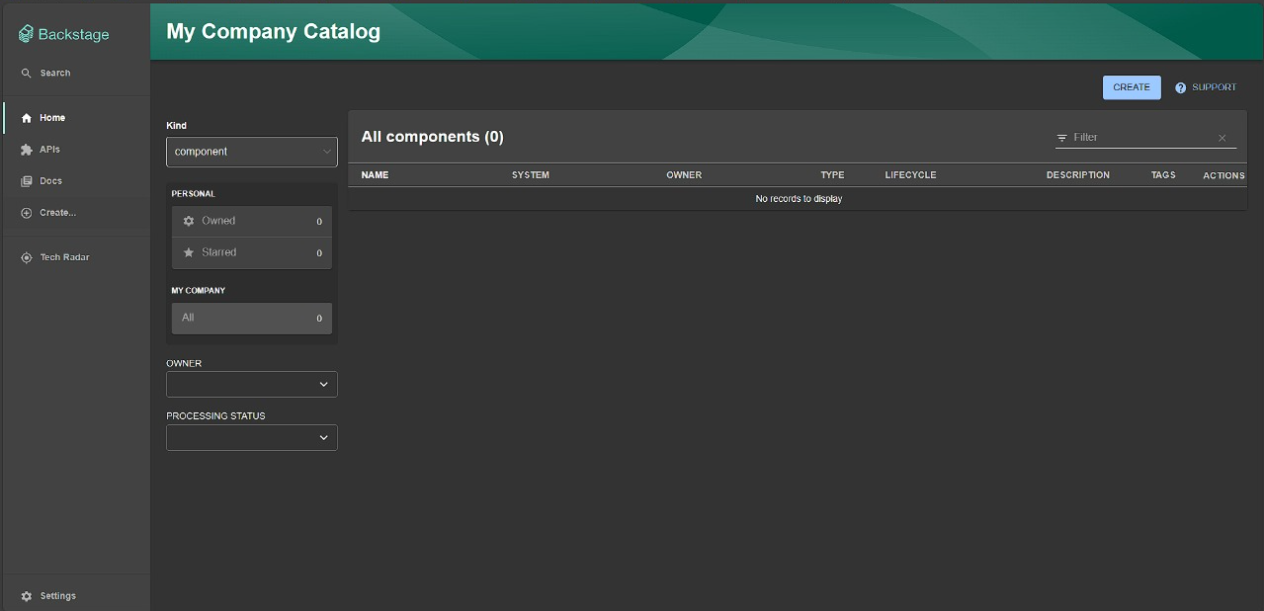 Backstage
My Company Catalog
Search
Home
APIs
Docs
Create...
Tech Radar
Settings
CREATE
SUPPORT
Kind
component
PERSONAL
Owned 0
Starred 0
MY COMPANY
All 0
OWNER
PROCESSING STATUS
All components (0)
Filter
NAME SYSTEM OWNER TYPE LIFECYCLE DESCRIPTION TAGS ACTIONS
No records to display